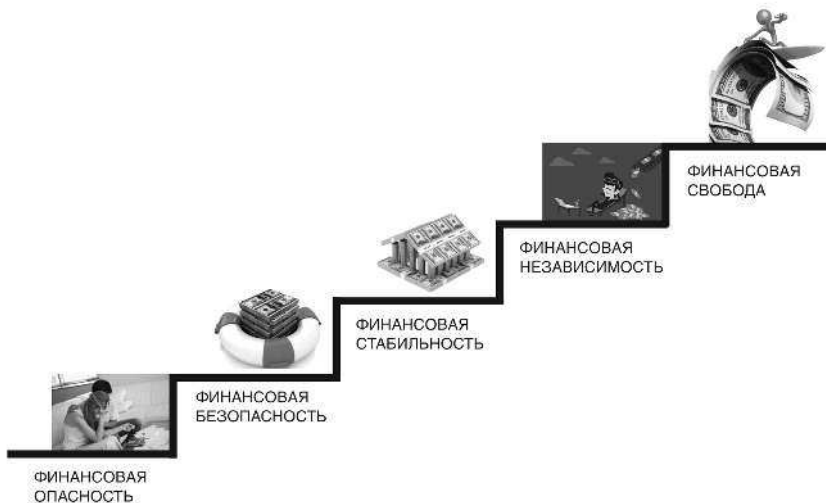 ФИНАНСОВАЯ
СВОБОДА
ФИНАНСОВАЯ
НЕЗАВИСИМОСТЬ
ФИНАНСОВАЯ
СТАБИЛЬНОСТЬ
ФИНАНСОВАЯ
БЕЗОПАСНОСТЬ
ФИНАНСОВАЯ
ОПАСНОСТЬ